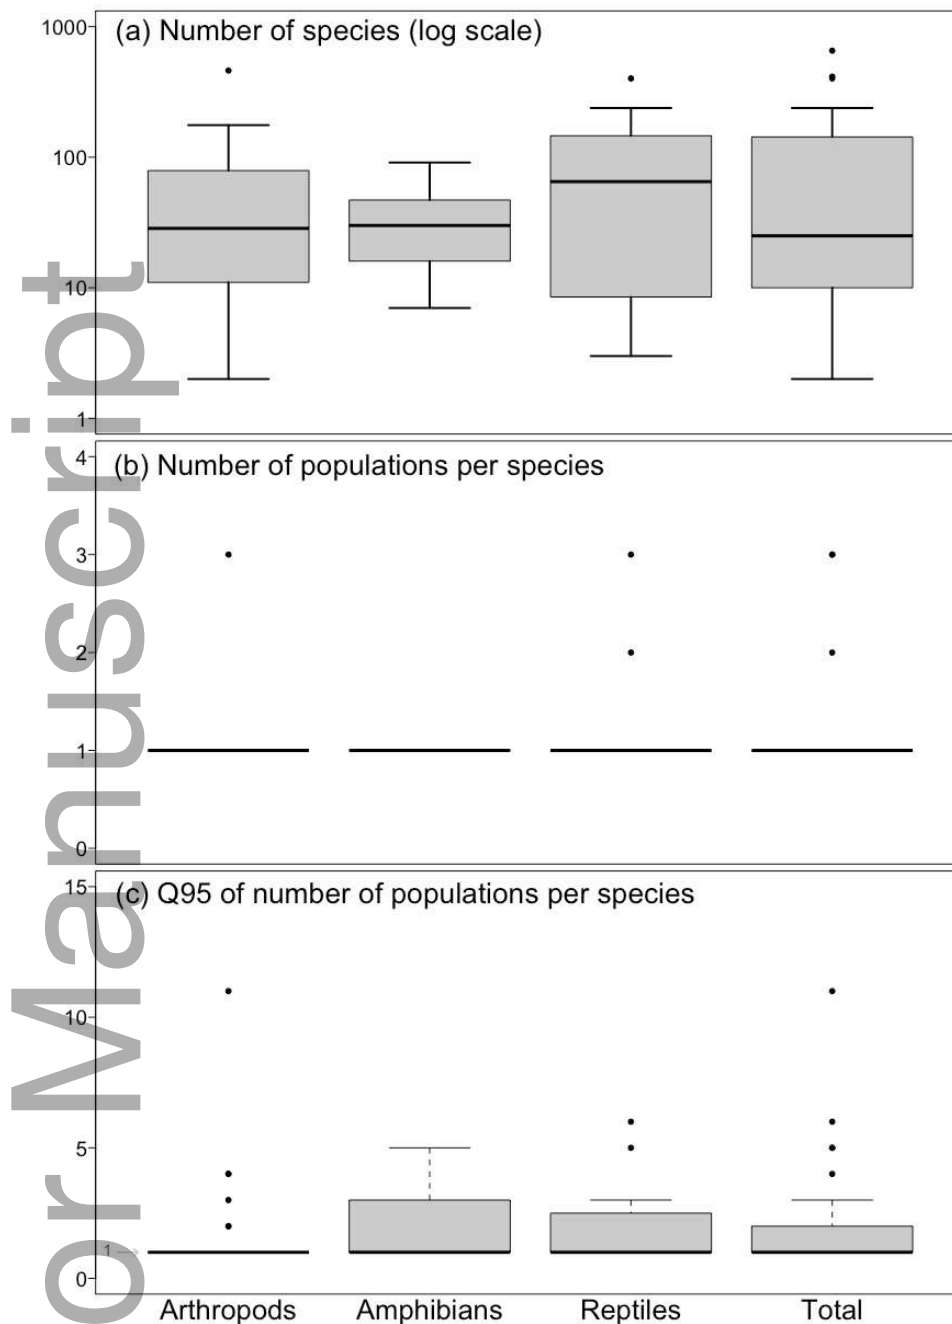 (a) Number of species (log scale)
1000
100
10
1
(b) Number of populations per species
4
3
2
1
0
(c) Q95 of number of populations per species
15
10
5
1
0
Arthropods Amphibians Reptiles Total
or Manuscript